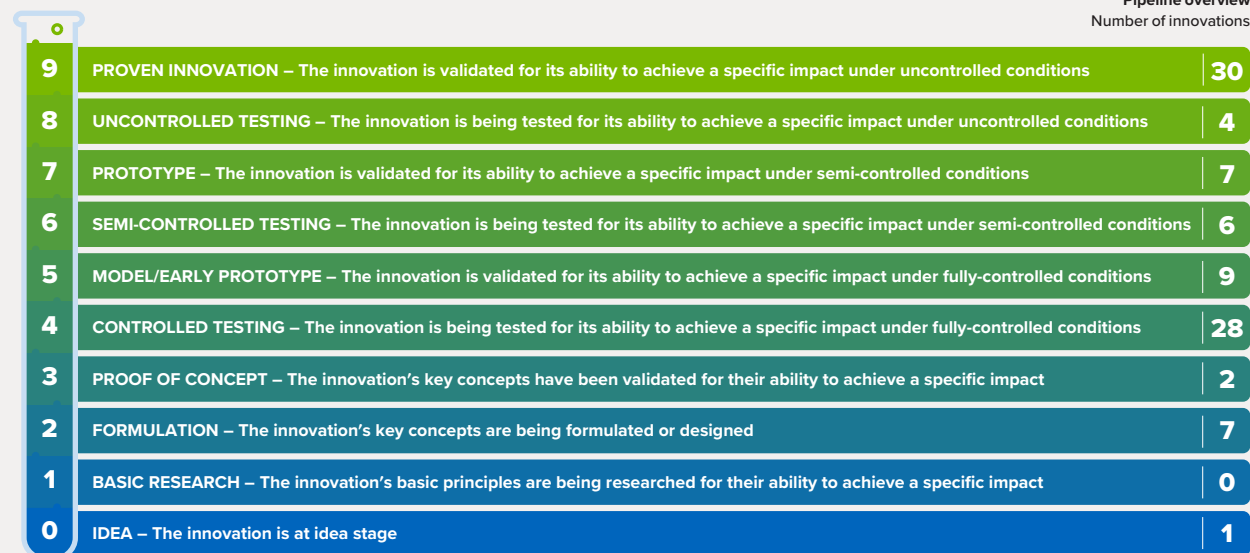 Pipeline overview
Number of innovations
9 PROVEN INNOVATION – The innovation is validated for its ability to achieve a specific impact under uncontrolled conditions 30
8 UNCONTROLLED TESTING – The innovation is being tested for its ability to achieve a specific impact under uncontrolled conditions 4
7 PROTOTYPE – The innovation is validated for its ability to achieve a specific impact under semi-controlled conditions 7
6 SEMI-CONTROLLED TESTING – The innovation is being tested for its ability to achieve a specific impact under semi-controlled conditions 6
5 MODEL/EARLY PROTOTYPE – The innovation is validated for its ability to achieve a specific impact under fully-controlled conditions 9
4 CONTROLLED TESTING – The innovation is being tested for its ability to achieve a specific impact under fully-controlled conditions 28
3 PROOF OF CONCEPT – The innovation’s key concepts have been validated for their ability to achieve a specific impact 2
2 FORMULATION – The innovation’s key concepts are being formulated or designed 7
1 BASIC RESEARCH – The innovation’s basic principles are being researched for their ability to achieve a specific impact 0
0 IDEA – The innovation is at idea stage 1